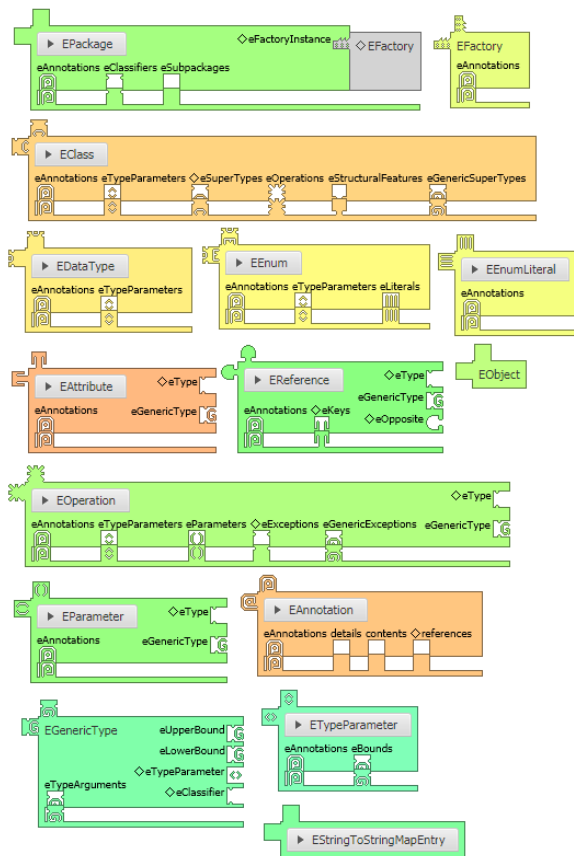 EPackage
◇eFactoryInstance
◇EFactory
eAnnotations eClassifiers eSubpackages
EFactory
eAnnotations
EClass
eAnnotations eTypeParameters ◇eSuperTypes eOperations eStructuralFeatures eGenericSuperTypes
EDataType
eAnnotations eTypeParameters
EEnum
eAnnotations eTypeParameters eLiterals
EEnumLiteral
eAnnotations
EAttribute
◇eType
eAnnotations
eGenericType
EReference
◇eType
eGenericType
eAnnotations ◇eKeys
◇eOpposite
EObject
EOperation
◇eType
eAnnotations eTypeParameters eParameters ◇eExceptions eGenericExceptions eGenericType
EParameter
◇eType
eAnnotations
eGenericType
EAnnotation
eAnnotations details contents ◇references
EGenericType
eUpperBound
eLowerBound
◇eTypeParameter
eTypeArguments
◇eClassifier
ETypeParameter
eAnnotations eBounds
EStringToStringMapEntry